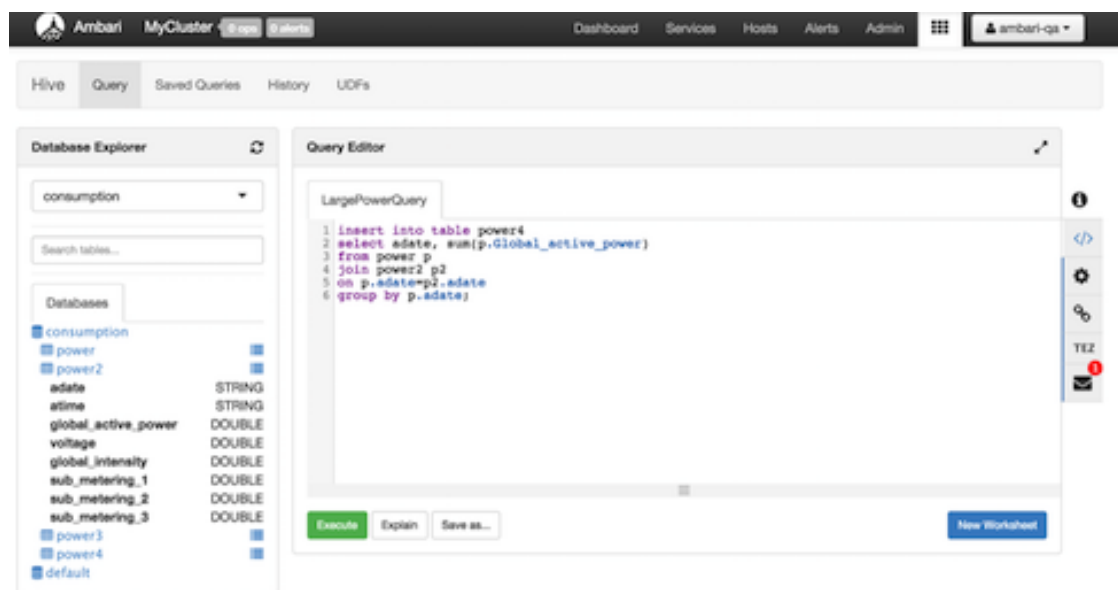 Ambari MyCluster 0 ops 0 alerts Dashboard Services Hosts Alerts Admin ambari-qa
Hive Query Saved Queries History UDFs
Database Explorer
consumption
Search tables...
Databases
consumption
power
power2
adate STRING
atime STRING
global_active_power DOUBLE
voltage DOUBLE
global_intensity DOUBLE
sub_metering_1 DOUBLE
sub_metering_2 DOUBLE
sub_metering_3 DOUBLE
power3
power4
default
Query Editor
LargePowerQuery
1 insert into table power4
2 select adate, sum(p.Global_active_power)
3 from power p
4 join power2 p2
5 on p.adate=p2.adate
6 group by p.adate;
Execute Explain Save as... New Worksheet
</>
TEZ
1